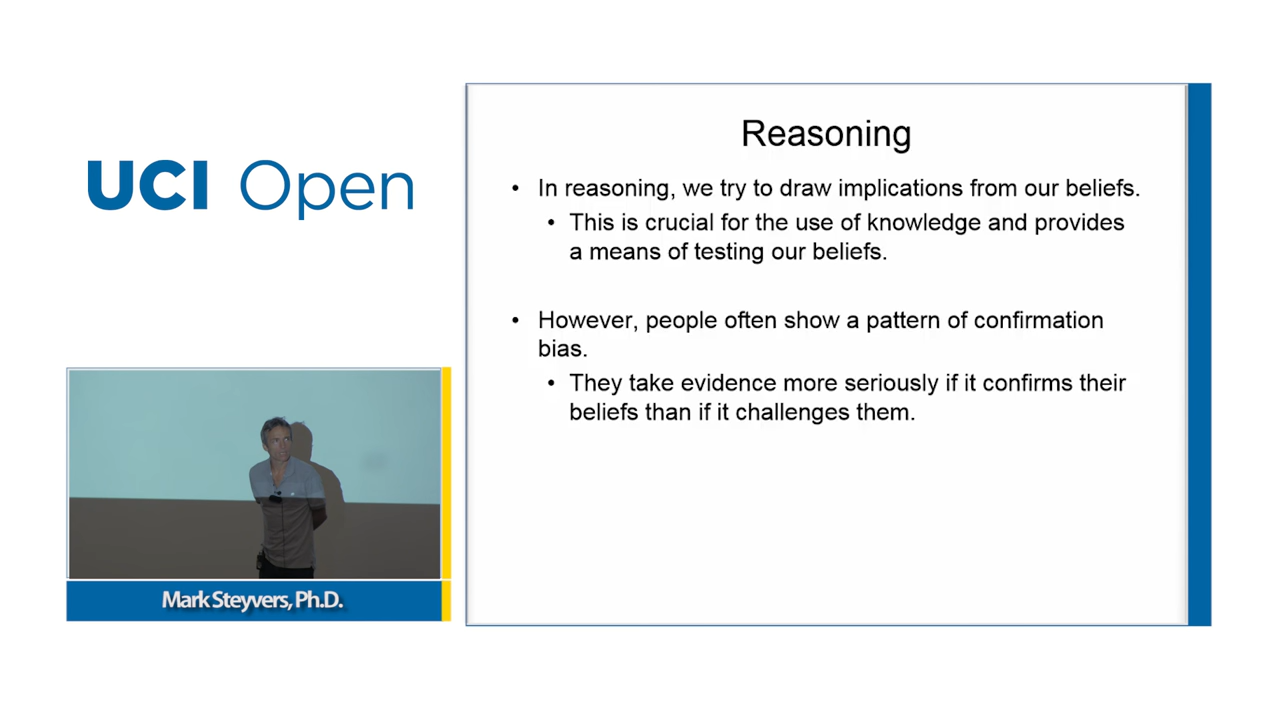 UCI Open
Reasoning
• In reasoning, we try to draw implications from our beliefs.
• This is crucial for the use of knowledge and provides
a means of testing our beliefs.
• However, people often show a pattern of confirmation
bias.
• They take evidence more seriously if it confirms their
beliefs than if it challenges them.
Mark Steyvers, Ph.D.